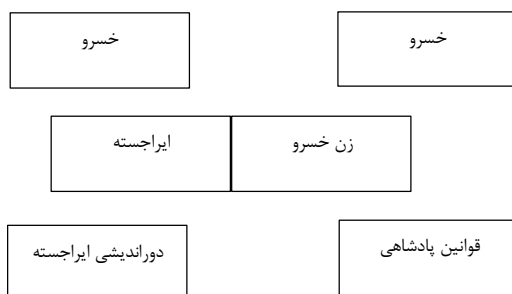 خسرو
خسرو
زن خسرو
ایراجسته
قوانین پادشاهی
دوراندیشی ایراجسته